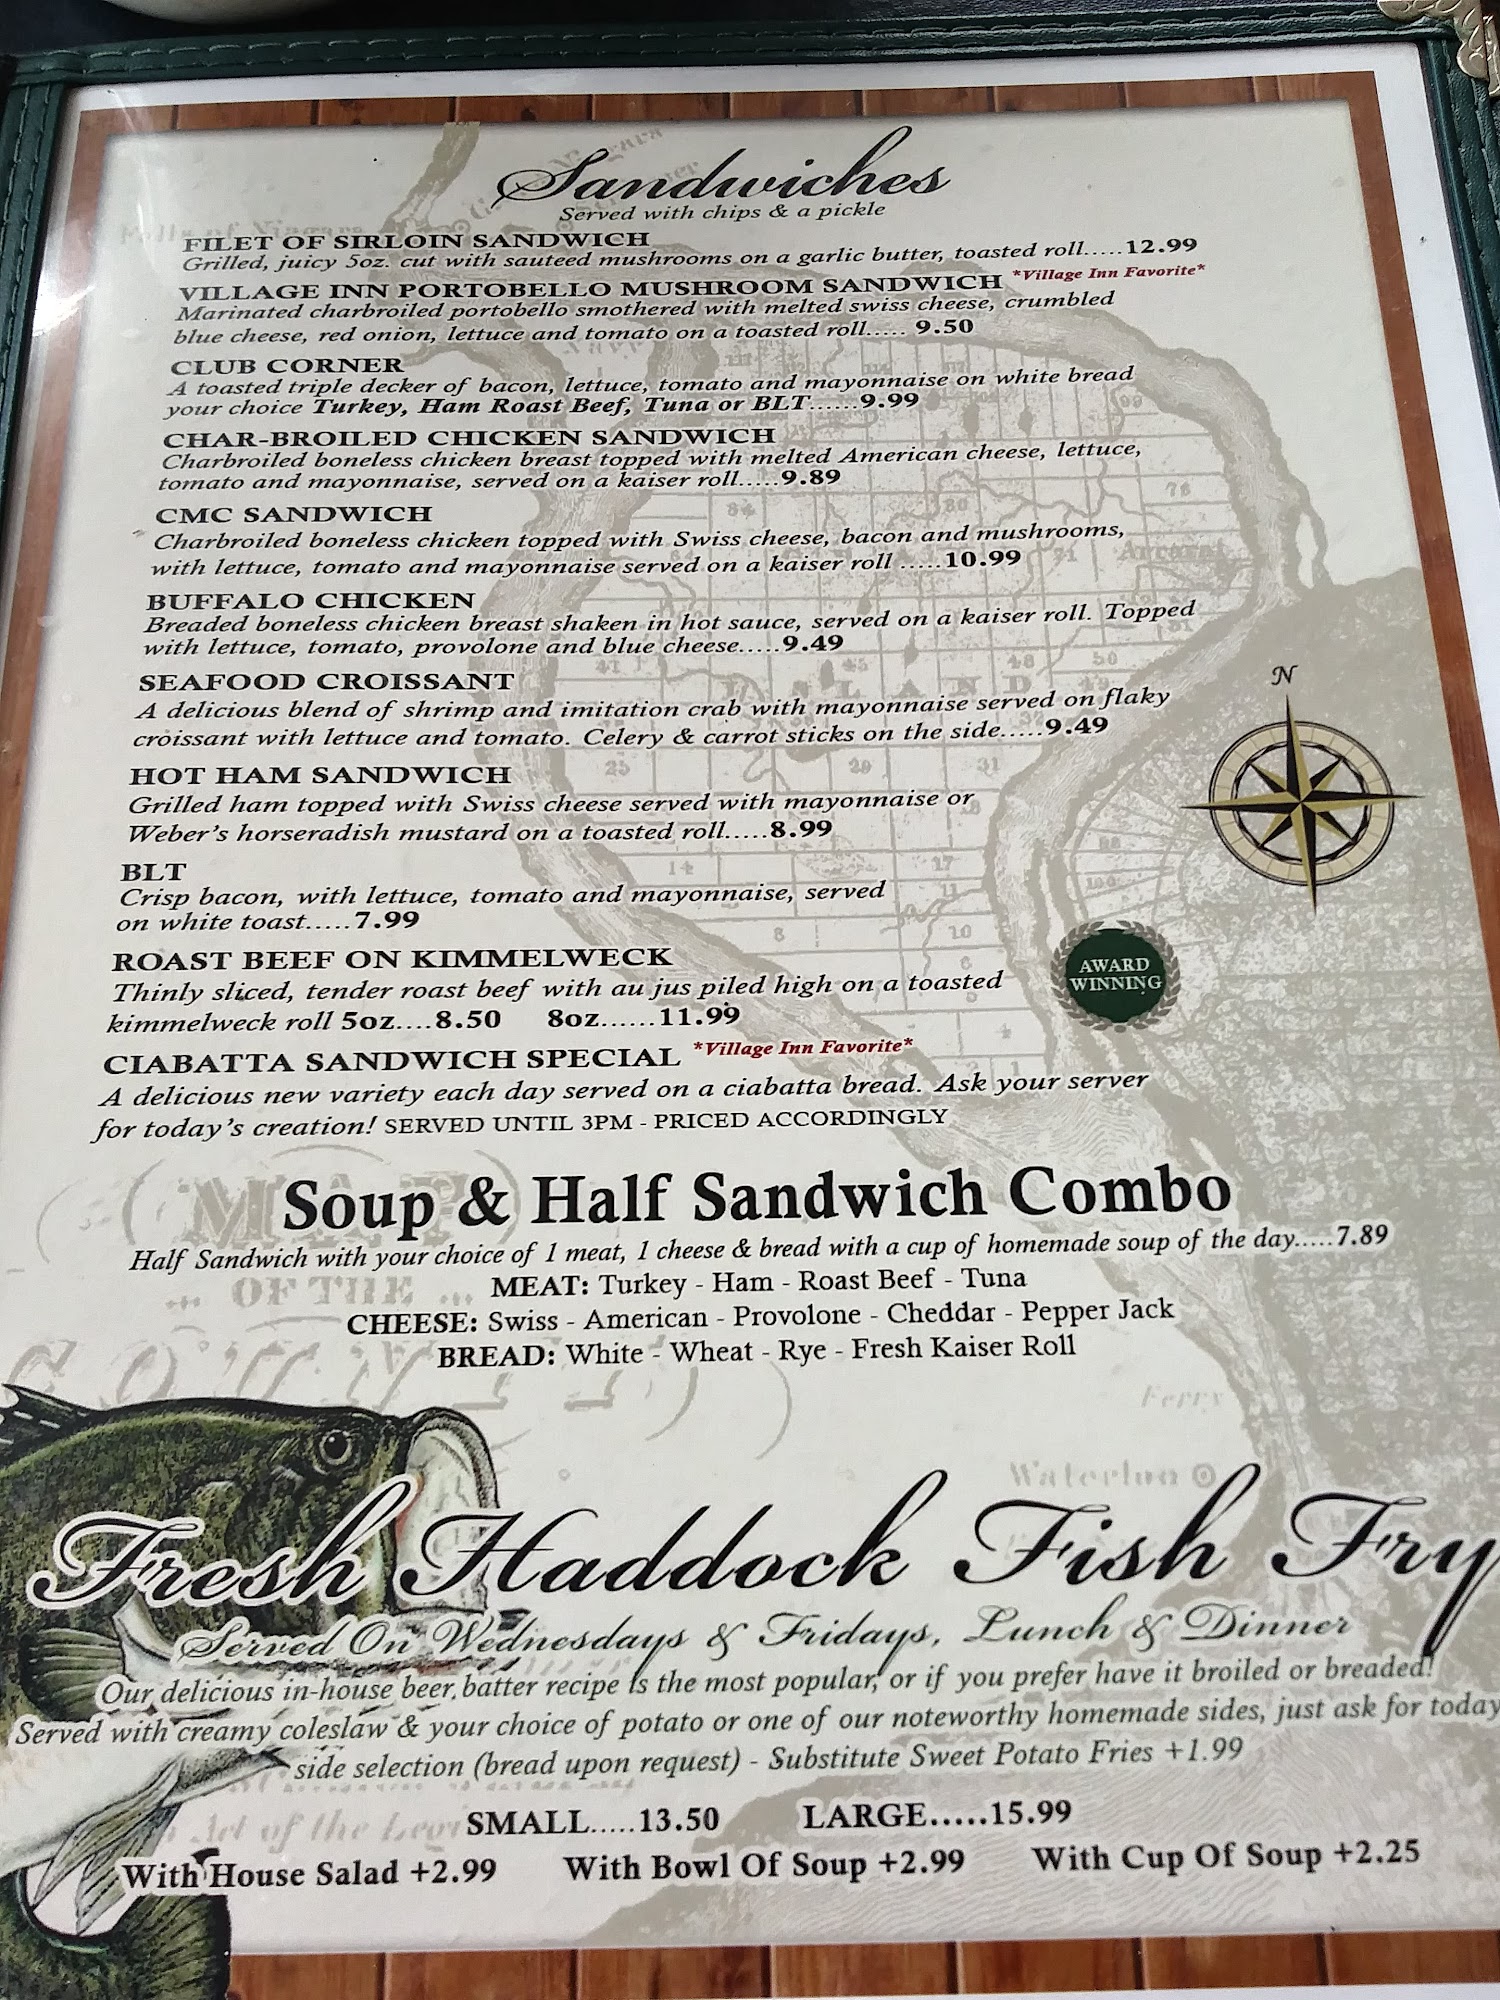 Sandwiches
Served with chips & a pickle
FILET OF SIRLOIN SANDWICH
Grilled, juicy 5oz. cut with sauteed mushrooms on a garlic butter, toasted roll.....12.99
VILLAGE INN PORTOBELLO MUSHROOM SANDWICH *Village Inn Favorite*
Marinated charbroiled portobello smothered with melted swiss cheese, crumbled
blue cheese, red onion, lettuce and tomato on a toasted roll..... 9.50
CLUB CORNER
A toasted triple decker of bacon, lettuce, tomato and mayonnaise on white bread
your choice Turkey, Ham Roast Beef, Tuna or BLT......9.99
CHAR-BROILED CHICKEN SANDWICH
Charbroiled boneless chicken breast topped with melted American cheese, lettuce,
tomato and mayonnaise, served on a kaiser roll.....9.89
CMC SANDWICH
Charbroiled boneless chicken topped with Swiss cheese, bacon and mushrooms,
with lettuce, tomato and mayonnaise served on a kaiser roll .....10.99
BUFFALO CHICKEN
Breaded boneless chicken breast shaken in hot sauce, served on a kaiser roll. Topped
with lettuce, tomato, provolone and blue cheese.....9.49
SEAFOOD CROISSANT
A delicious blend of shrimp and imitation crab with mayonnaise served on flaky
croissant with lettuce and tomato. Celery & carrot sticks on the side.....9.49
N
HOT HAM SANDWICH
Grilled ham topped with Swiss cheese served with mayonnaise or
Weber's horseradish mustard on a toasted roll.....8.99
BLT
Crisp bacon, with lettuce, tomato and mayonnaise, served
on white toast.....7.99
ROAST BEEF ON KIMMELWECK
Thinly sliced, tender roast beef with au jus piled high on a toasted
kimmelweck roll 5oz....8.50 8oz......11.99
AWARD
WINNING
CIABATTA SANDWICH SPECIAL *Village Inn Favorite*
A delicious new variety each day served on a ciabatta bread. Ask your server
for today's creation! SERVED UNTIL 3PM - PRICED ACCORDINGLY
Soup & Half Sandwich Combo
Half Sandwich with your choice of 1 meat, 1 cheese & bread with a cup of homemade soup of the day.....7.89
MEAT: Turkey - Ham - Roast Beef - Tuna
CHEESE: Swiss - American - Provolone - Cheddar - Pepper Jack
BREAD: White - Wheat - Rye - Fresh Kaiser Roll
MAP
OF THE
Ferry
Waterloo
Fresh Haddock Fish Fry
Served On Wednesdays & Fridays, Lunch & Dinner
Our delicious in-house beer batter recipe is the most popular, or if you prefer have it broiled or breaded!
Served with creamy coleslaw & your choice of potato or one of our noteworthy homemade sides, just ask for today
side selection (bread upon request) - Substitute Sweet Potato Fries +1.99
SMALL.....13.50 LARGE.....15.99
With House Salad +2.99 With Bowl Of Soup +2.99 With Cup Of Soup +2.25